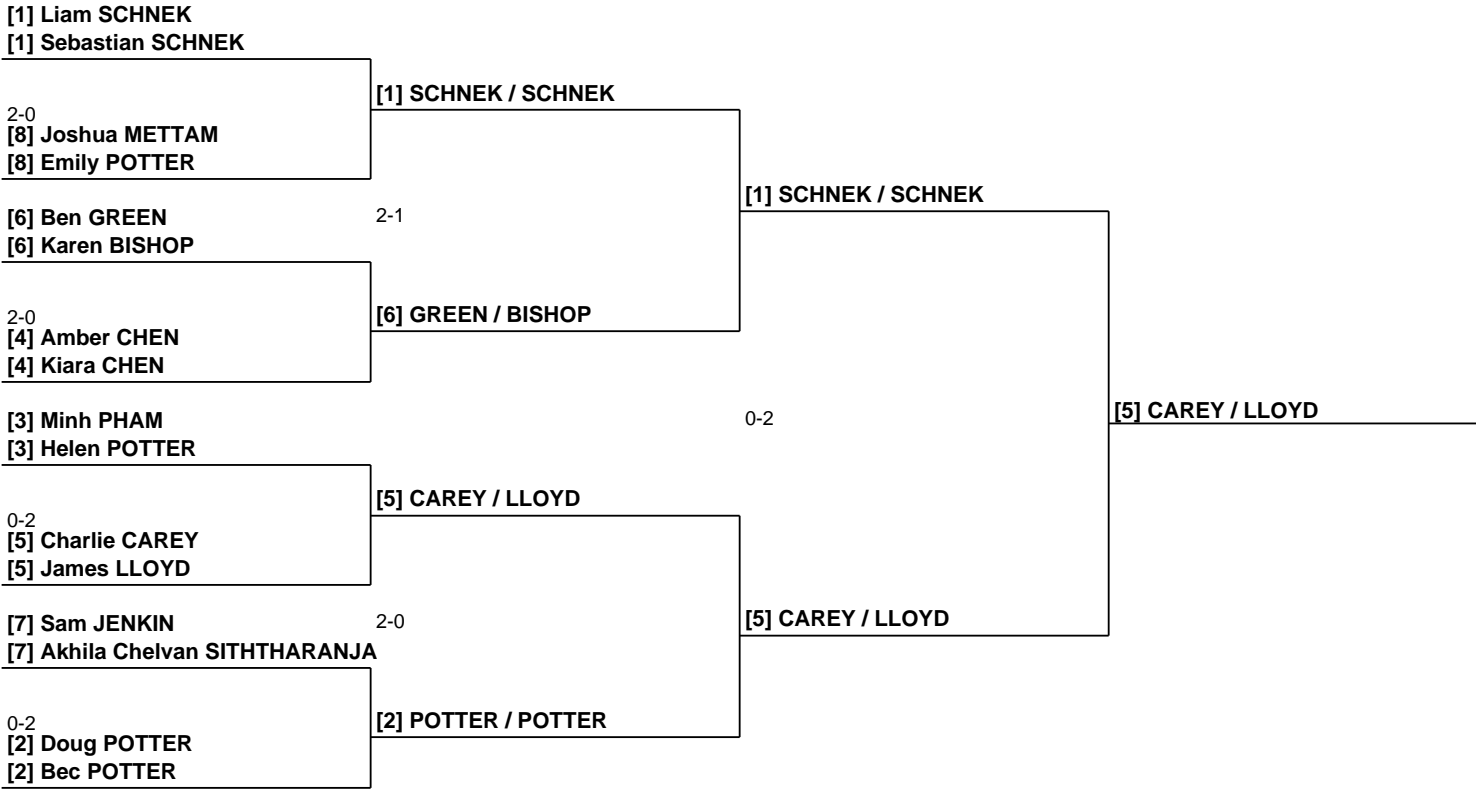 [1] Liam SCHNEK
[1] Sebastian SCHNEK
2-0
[8] Joshua METTAM
[8] Emily POTTER
[6] Ben GREEN
[6] Karen BISHOP
2-0
[4] Amber CHEN
[4] Kiara CHEN
[3] Minh PHAM
[3] Helen POTTER
0-2
[5] Charlie CAREY
[5] James LLOYD
[7] Sam JENKIN
[7] Akhila Chelvan SITHTHARANJA
0-2
[2] Doug POTTER
[2] Bec POTTER
[1] SCHNEK / SCHNEK
2-1
[6] GREEN / BISHOP
[5] CAREY / LLOYD
2-0
[2] POTTER / POTTER
[1] SCHNEK / SCHNEK
0-2
[5] CAREY / LLOYD
[5] CAREY / LLOYD